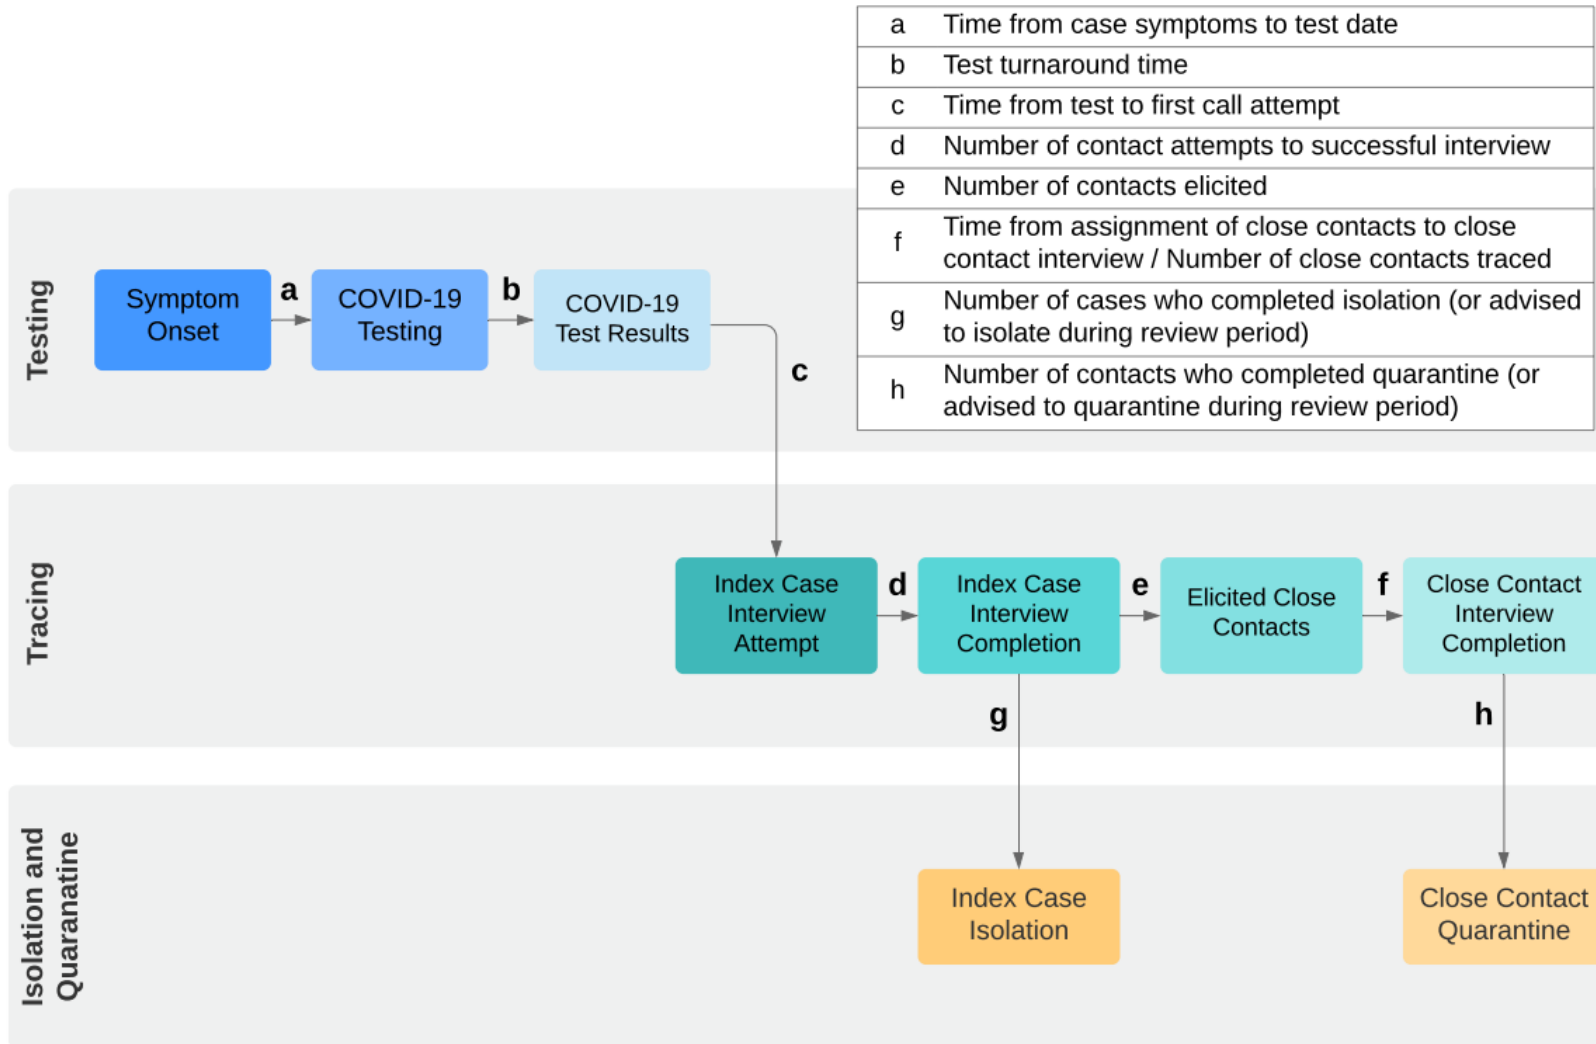 a Time from case symptoms to test date
b Test turnaround time
c Time from test to first call attempt
d Number of contact attempts to successful interview
e Number of contacts elicited
f Time from assignment of close contacts to close
contact interview / Number of close contacts traced
g Number of cases who completed isolation (or advised
to isolate during review period)
h Number of contacts who completed quarantine (or
advised to quarantine during review period)
Testing
Symptom
Onset
a
COVID-19
Testing
b
COVID-19
Test Results
c
Tracing
Index Case
Interview
Attempt
d
Index Case
Interview
Completion
e
Elicited Close
Contacts
f
Close Contact
Interview
Completion
g
h
Isolation and
Quaranatine
Index Case
Isolation
Close Contact
Quarantine